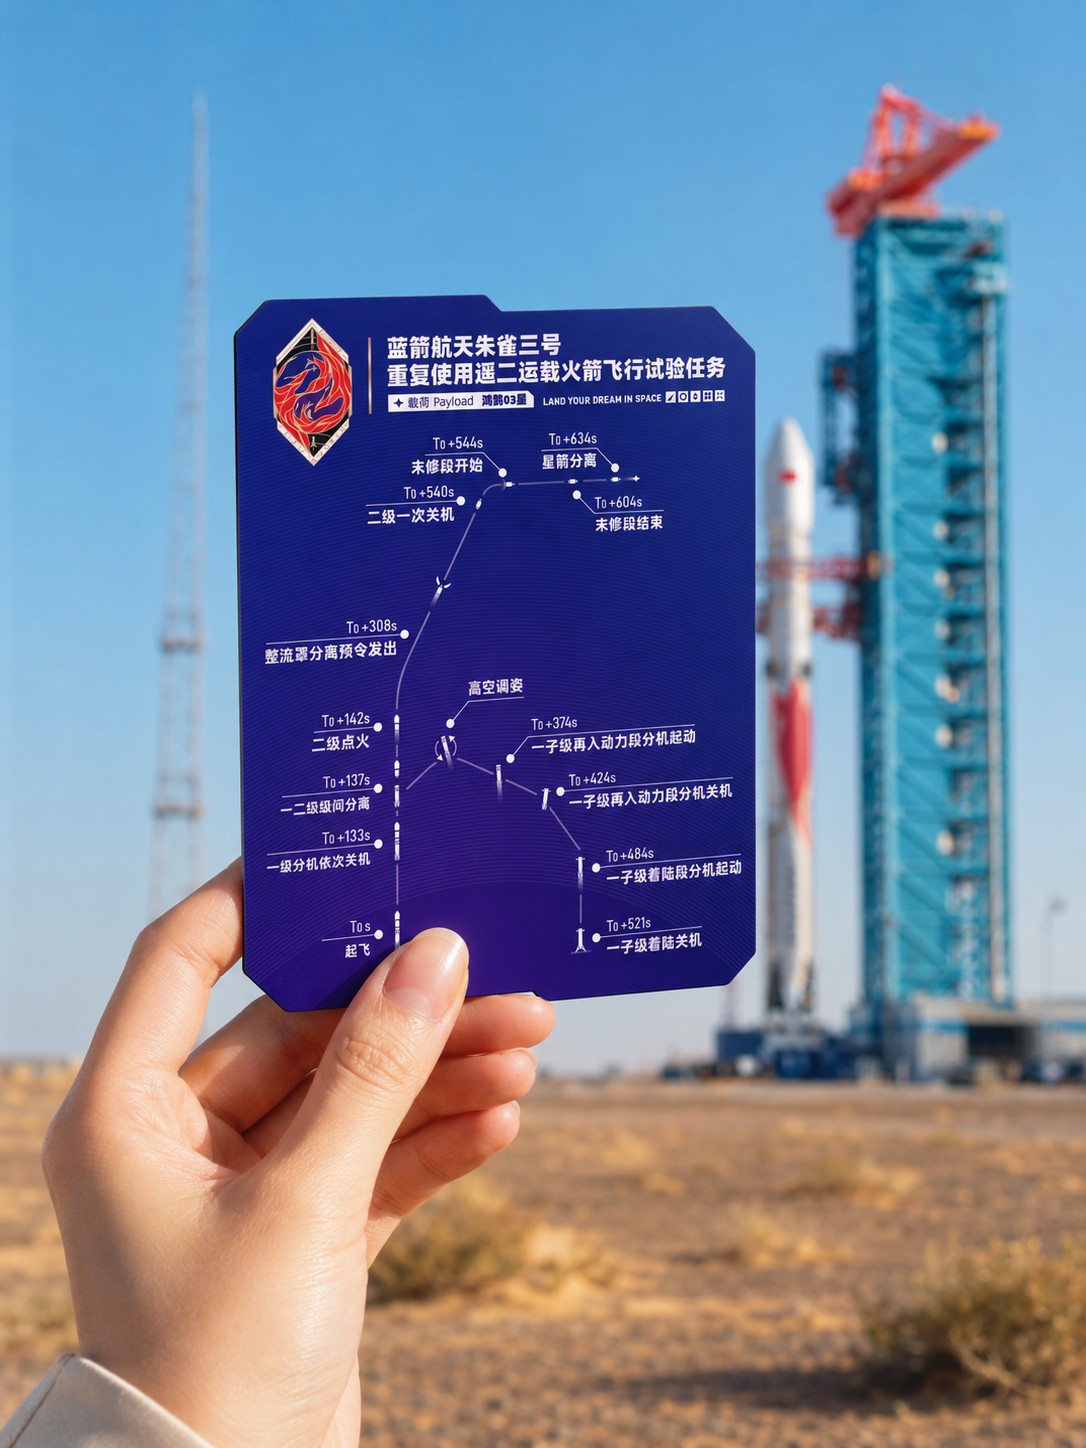 蓝箭航天朱雀三号
重复使用遥二运载火箭飞行试验任务
載荷 Payload 鸿鹄03星 LAND YOUR DREAM IN SPACE
T0 +544s
末修段开始
T0 +634s
星箭分离
T0 +540s
二级一次关机
T0 +604s
末修段结束
T0 +308s
整流罩分离预令发出
高空调姿
T0 +142s
二级点火
T0 +374s
一子级再入动力段分机起动
T0 +137s
一二级级间分离
T0 +424s
一子级再入动力段分机关机
T0 +133s
一级分机依次关机
T0 +484s
一子级着陆段分机起动
T0 s
起飞
T0 +521s
一子级着陆关机